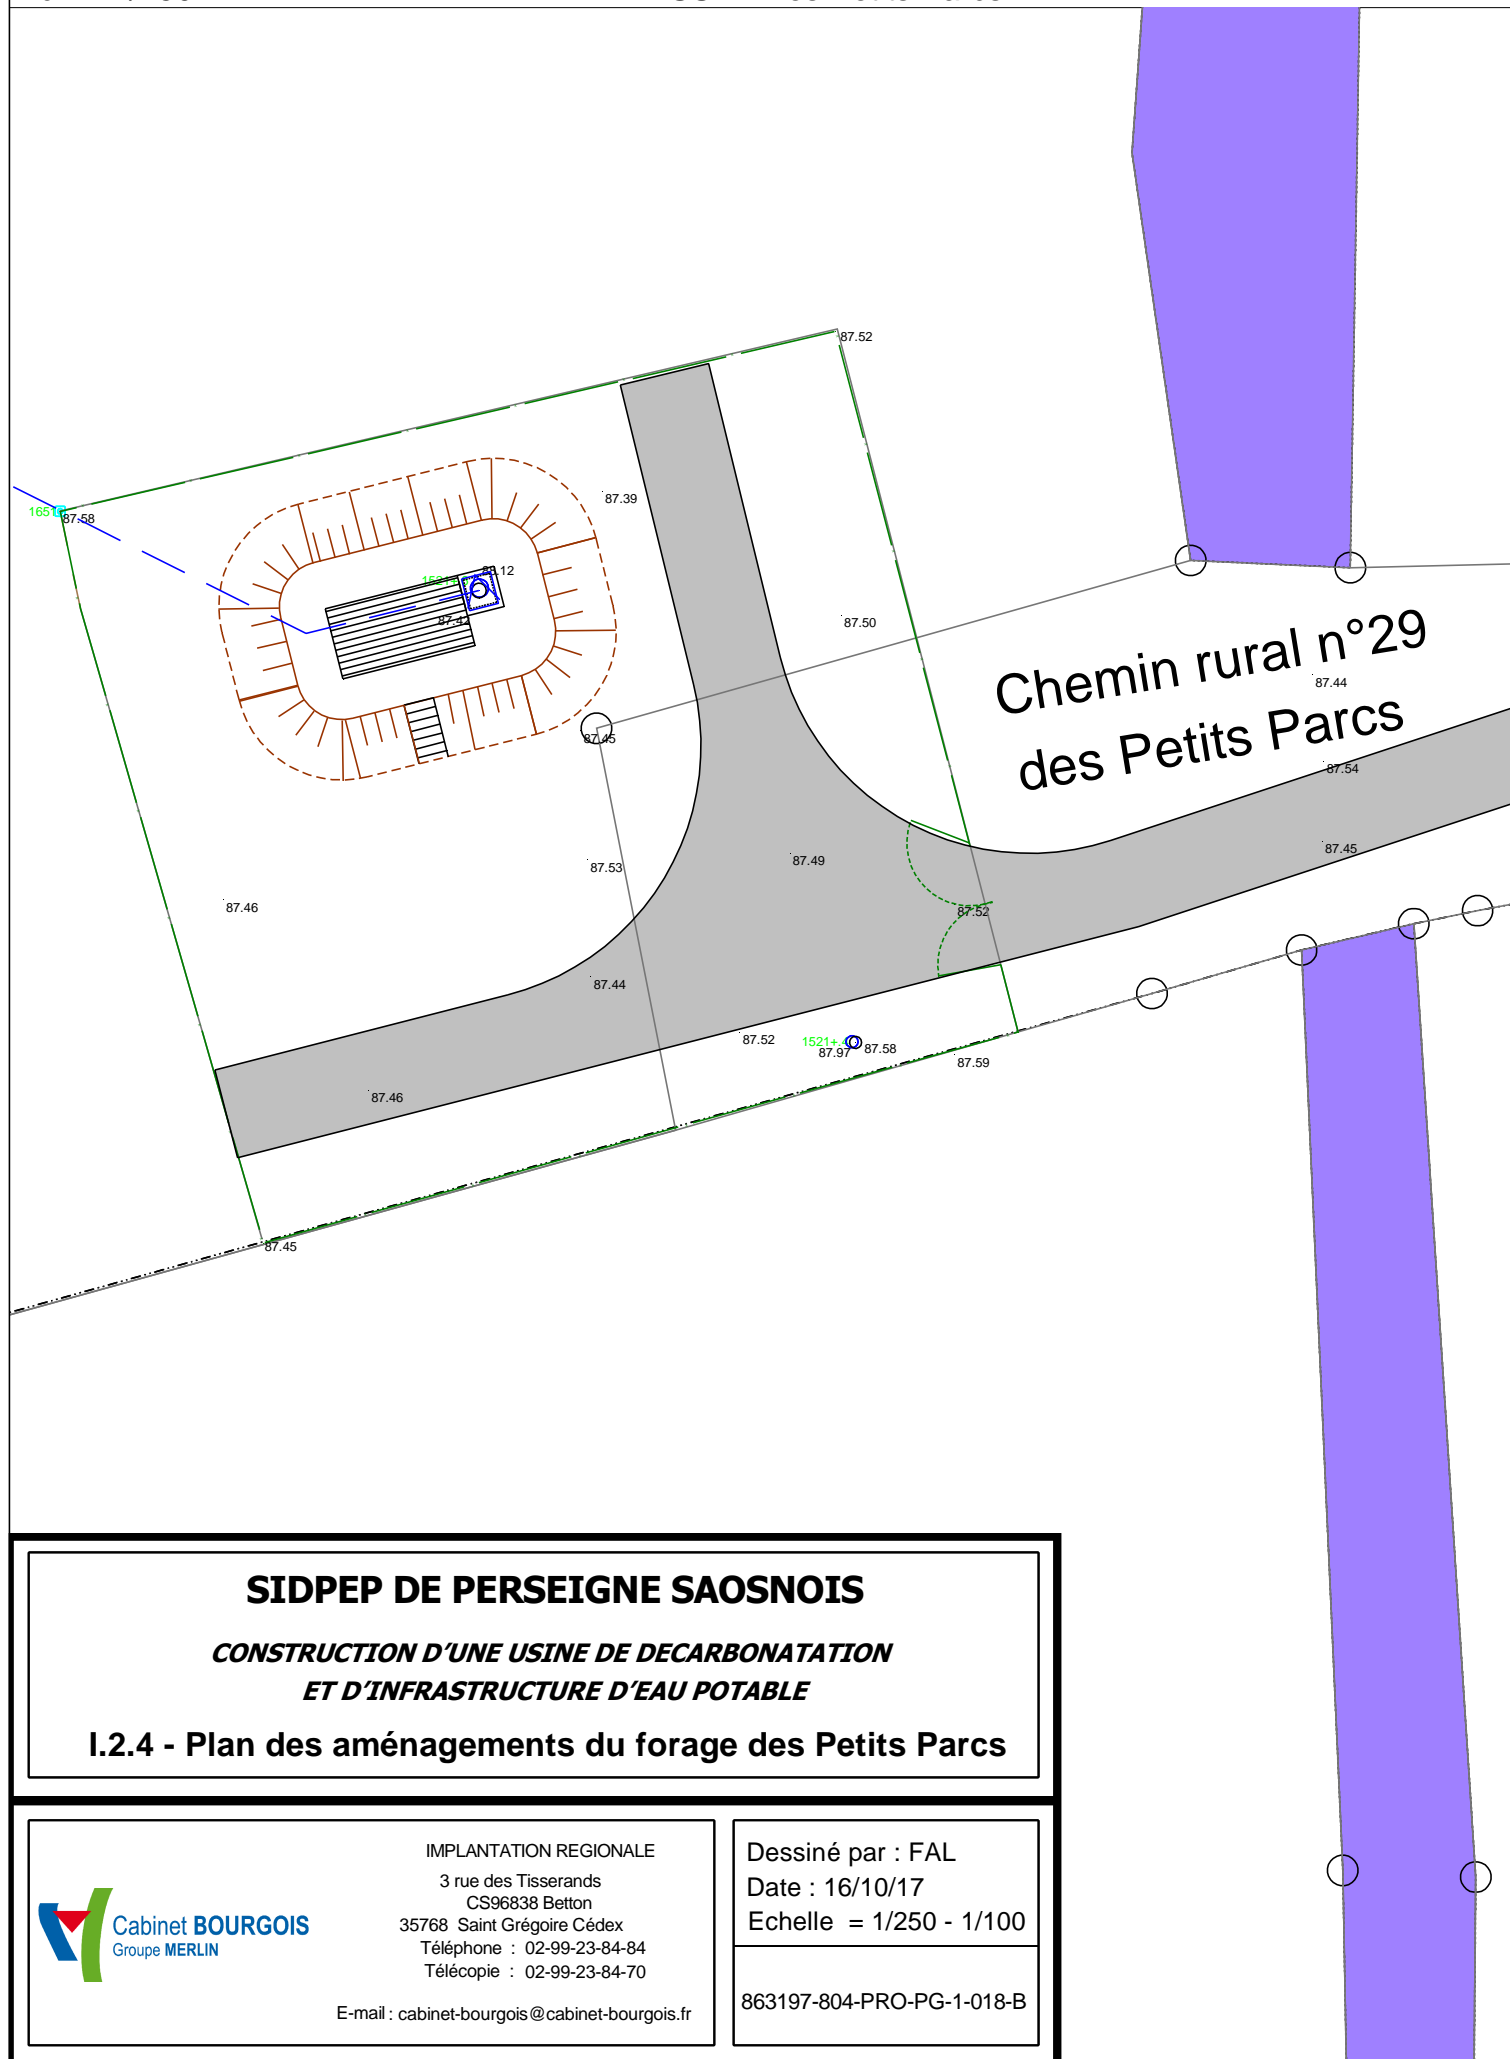 87.52
87.39
1651
87.58
88.12
87.42
87.50
Chemin rural n°29
87.44
des Petits Parcs
87.45
87.54
87.45
87.49
87.53
87.46
87.52
87.44
87.52
1521+
87.97
87.58
87.59
87.46
87.45
SIDPEP DE PERSEIGNE SAOSNOIS
CONSTRUCTION D'UNE USINE DE DECARBONATATION
ET D'INFRASTRUCTURE D'EAU POTABLE
I.2.4 - Plan des aménagements du forage des Petits Parcs
IMPLANTATION REGIONALE
3 rue des Tisserands
CS96838 Betton
35768 Saint Grégoire Cédex
Téléphone : 02-99-23-84-84
Télécopie : 02-99-23-84-70
E-mail : cabinet-bourgois@cabinet-bourgois.fr
Cabinet BOURGOIS
Groupe MERLIN
Dessiné par : FAL
Date : 16/10/17
Echelle = 1/250 - 1/100
863197-804-PRO-PG-1-018-B